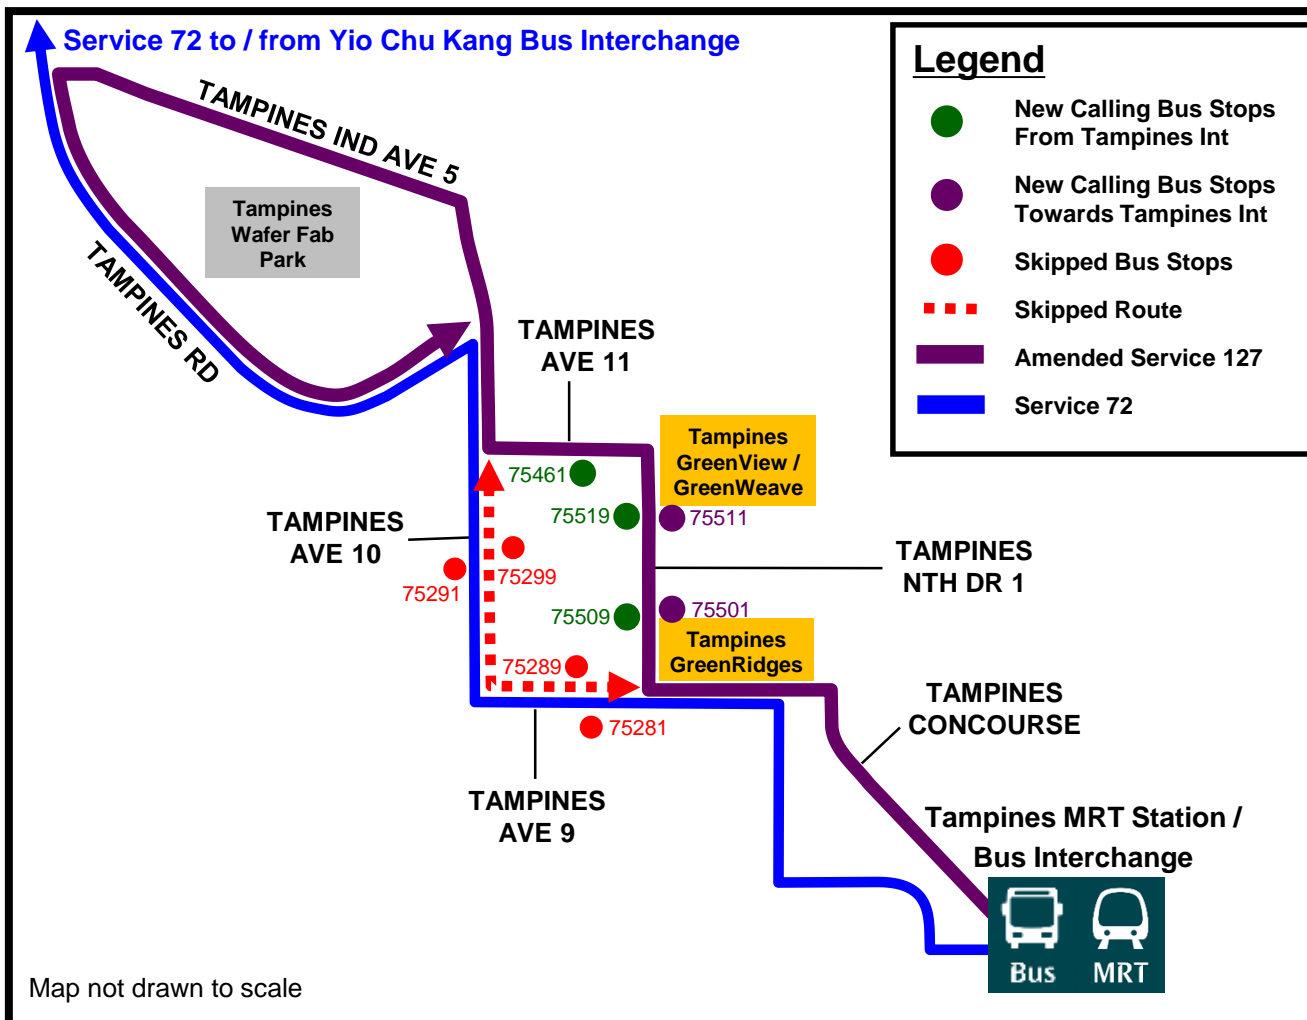 Service 72 to / from Yio Chu Kang Bus Interchange
Legend
New Calling Bus Stops
From Tampines Int
New Calling Bus Stops
Towards Tampines Int
Skipped Bus Stops
Skipped Route
Amended Service 127
Service 72
TAMPINES IND AVE 5
Tampines
Wafer Fab
Park
TAMPINES RD
TAMPINES
AVE 11
Tampines
GreenView /
GreenWeave
75461
75519
75511
TAMPINES
AVE 10
75299
75291
TAMPINES
NTH DR 1
75509
75501
Tampines
GreenRidges
75289
75281
TAMPINES
CONCOURSE
TAMPINES
AVE 9
Tampines MRT Station /
Bus Interchange
Bus
MRT
Map not drawn to scale